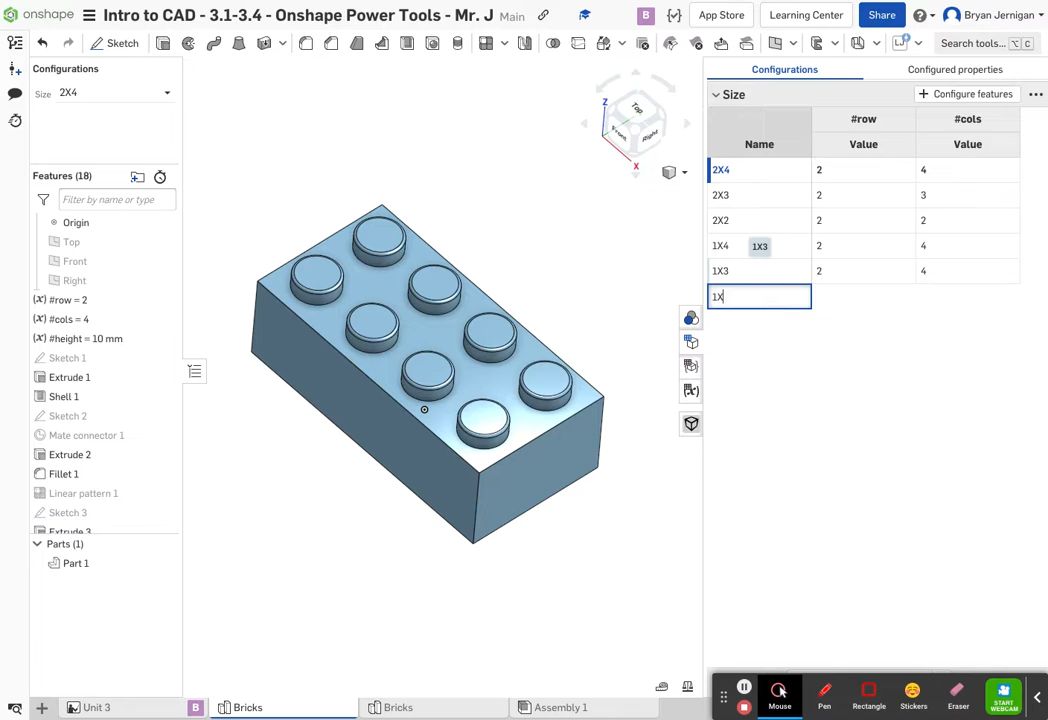 onshape
Intro to CAD - 3.1-3.4 - Onshape Power Tools - Mr. J Main
B
App Store
Learning Center
Share
Bryan Jernigan
Sketch
Search tools...
⌥ C
Configurations
Size 2X4
Features (18)
Filter by name or type
Origin
Top
Front
Right
#row = 2
#cols = 4
#height = 10 mm
Sketch 1
Extrude 1
Shell 1
Sketch 2
Mate connector 1
Extrude 2
Fillet 1
Linear pattern 1
Sketch 3
Extrude 3
Parts (1)
Part 1
Z
Top
Front
Right
X
Configurations
Configured properties
Size
Configure features
#row #cols
Name Value Value
2X4 2 4
2X3 2 3
2X2 2 2
1X4 2 4
1X3
1X3 2 4
1X
Unit 3
B
Bricks
Bricks
Assembly 1
Mouse
Pen
Rectangle
Stickers
Eraser
START
WEBCAM